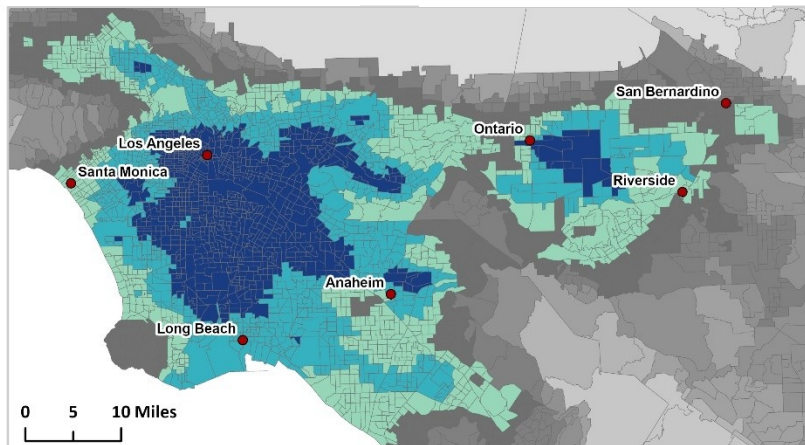 San Bernardino
Ontario
Los Angeles
Santa Monica
Riverside
Anaheim
Long Beach
0 5 10 Miles